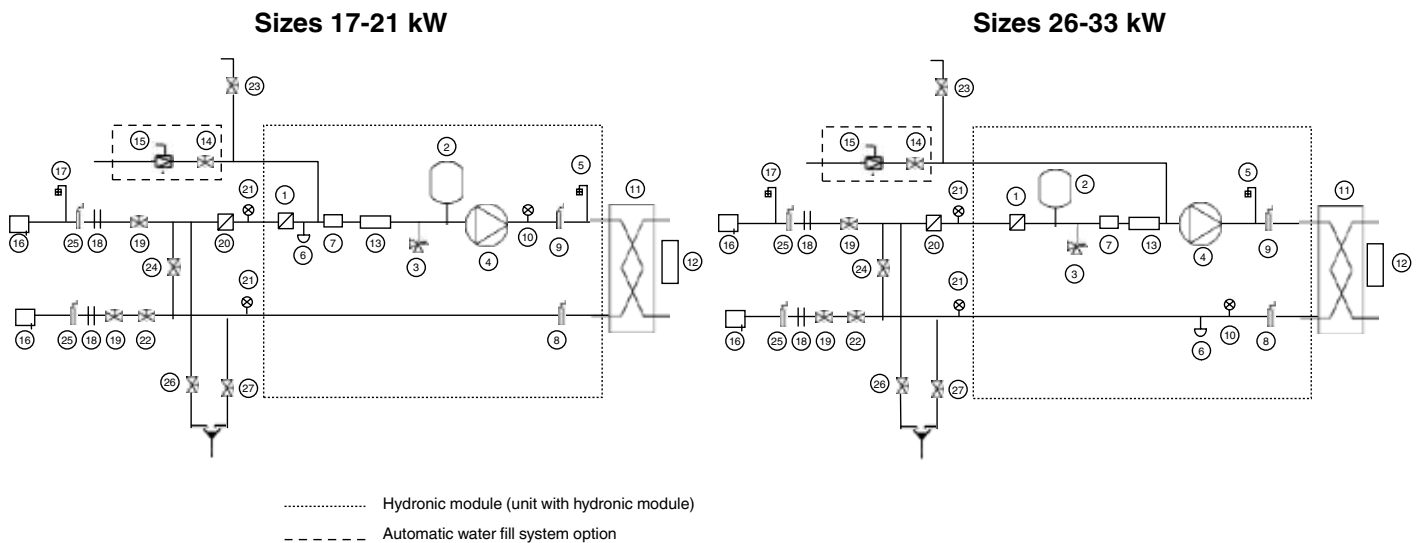 Sizes 17-21 kW
Sizes 26-33 kW
23
15 14
2
5
17
21 1
11
16 25 18 19 20 6 7 13 3 4 10 9
24
12
21
16 25 18 19 22
8
26 27
23
15 14
5
17
21 1 2
11
16 25 18 19 20 3 7 13 4 9
24
12
21
10
16 25 18 19 22
6 8
26 27
Hydronic module (unit with hydronic module)
Automatic water fill system option